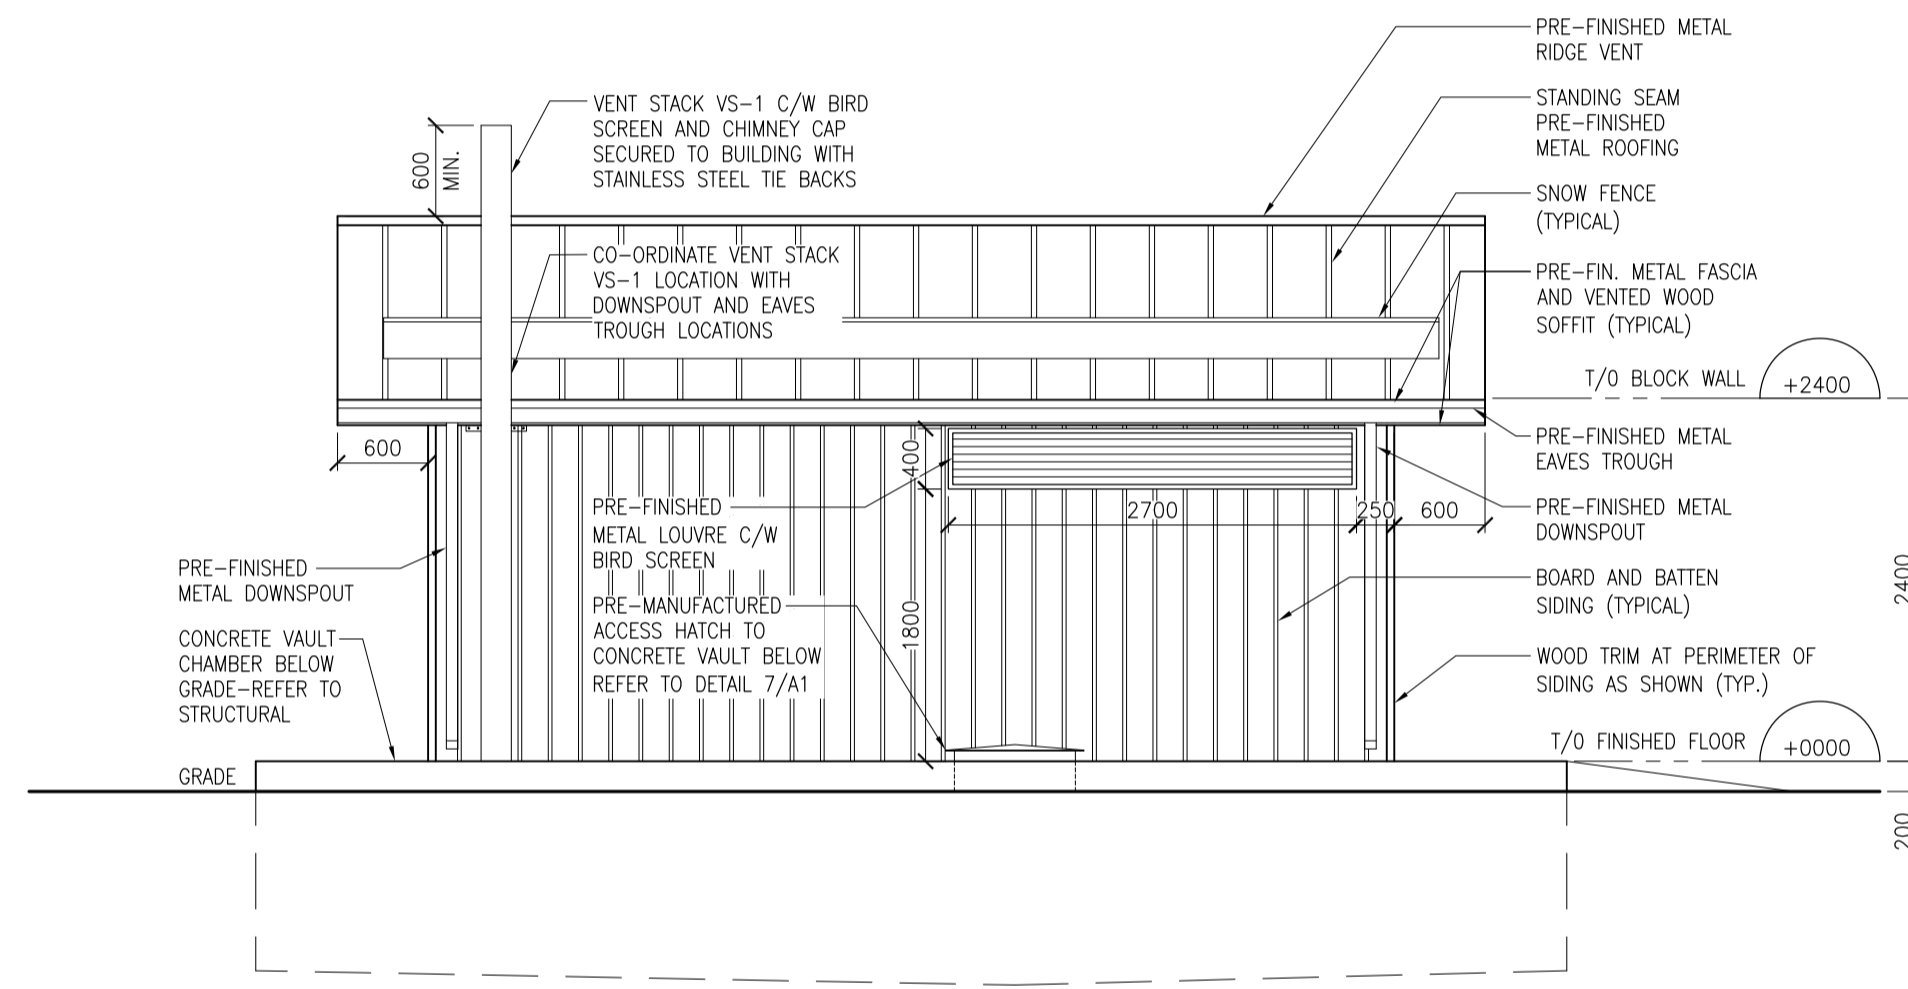 PRE-FINISHED METAL
RIDGE VENT
VENT STACK VS-1 C/W BIRD
SCREEN AND CHIMNEY CAP
SECURED TO BUILDING WITH
STAINLESS STEEL TIE BACKS
600
MIN.
STANDING SEAM
PRE-FINISHED
METAL ROOFING
SNOW FENCE
(TYPICAL)
CO-ORDINATE VENT STACK
VS-1 LOCATION WITH
DOWNSPOUT AND EAVES
TROUGH LOCATIONS
PRE-FIN. METAL FASCIA
AND VENTED WOOD
SOFFIT (TYPICAL)
T/O BLOCK WALL
+2400
600
400
PRE-FINISHED METAL
EAVES TROUGH
PRE-FINISHED
METAL LOUVRE C/W
BIRD SCREEN
2700
250
600
PRE-FINISHED METAL
DOWNSPOUT
PRE-FINISHED
METAL DOWNSPOUT
BOARD AND BATTEN
SIDING (TYPICAL)
2400
PRE-MANUFACTURED
ACCESS HATCH TO
CONCRETE VAULT BELOW
REFER TO DETAIL 7/A1
1800
CONCRETE VAULT
CHAMBER BELOW
GRADE-REFER TO
STRUCTURAL
WOOD TRIM AT PERIMETER OF
SIDING AS SHOWN (TYP.)
T/O FINISHED FLOOR
+0000
GRADE
200